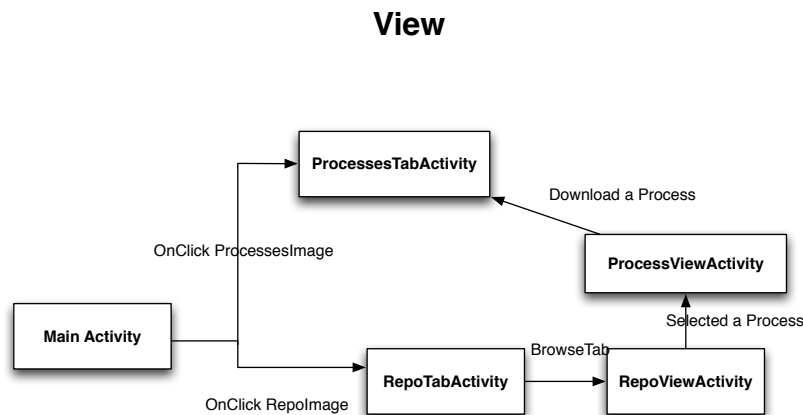 View
ProcessesTabActivity
Download a Process
OnClick ProcessesImage
ProcessViewActivity
Main Activity
Selected a Process
BrowseTab
RepoTabActivity
RepoViewActivity
OnClick RepoImage